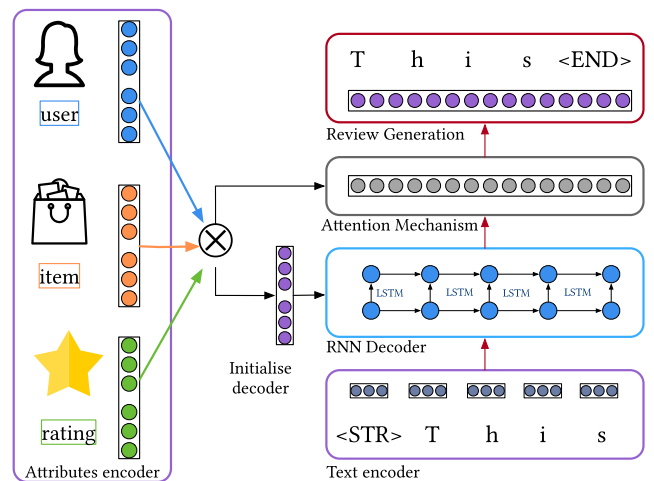 user
item
rating
Attributes encoder
Initialise
decoder
T h i s <END>
Review Generation
Attention Mechanism
LSTM LSTM LSTM LSTM
RNN Decoder
<STR> T h i s
Text encoder